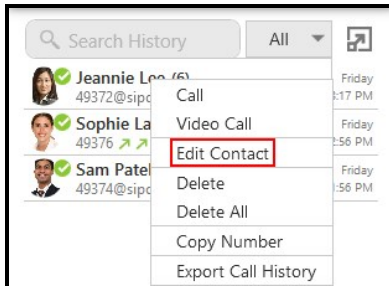 Search History All
Jeannie Lee (6) Friday
49372@sipc :17 PM
Call
Video Call
Sophie La Friday
49376 2:56 PM
Edit Contact
Sam Patel Friday
49374@sipc 1:56 PM
Delete
Delete All
Copy Number
Export Call History